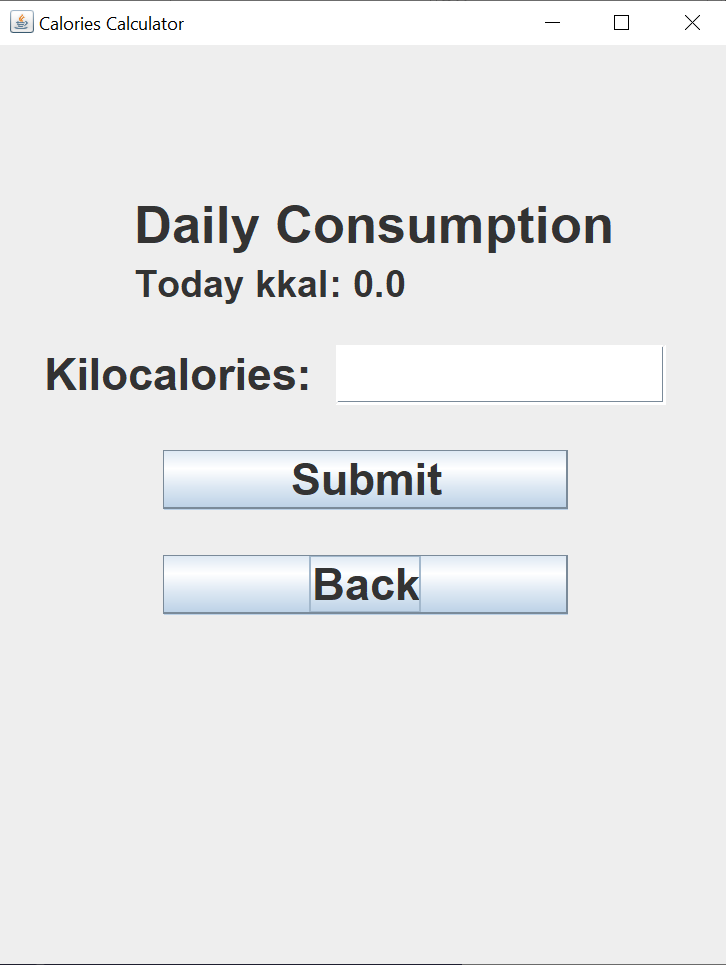 Calories Calculator
Daily Consumption
Today kkal: 0.0
Kilocalories:
Submit
Back